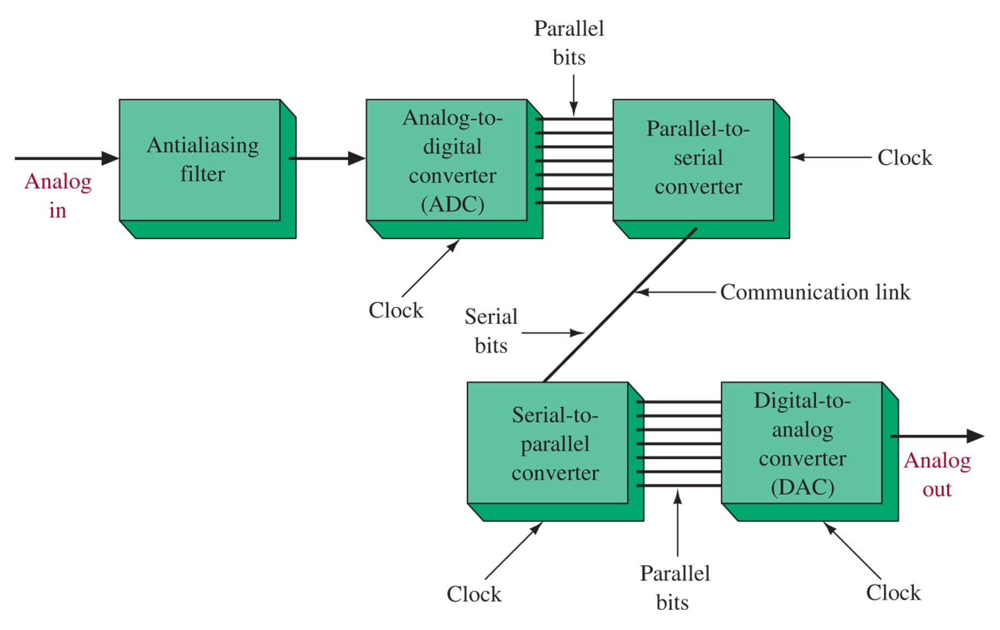 Parallel
bits
Analog
in
Antialiasing
filter
Analog-to-
digital
converter
(ADC)
Parallel-to-
serial
converter
Clock
Clock
Communication link
Serial
bits
Serial-to-
parallel
converter
Digital-to-
analog
converter
(DAC)
Analog
out
Clock
Parallel
bits
Clock